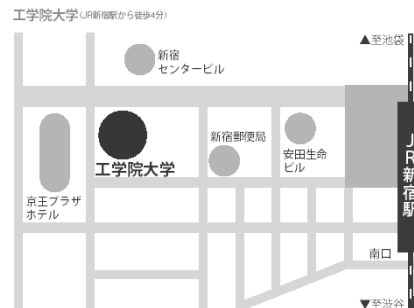 工学院大学(JR新宿駅から徒歩4分)
▲至池袋
新宿
センタービル
新宿郵便局
安田生命
ビル
工学院大学
京王プラザ
ホテル
JR新宿駅
南口
▼至渋谷